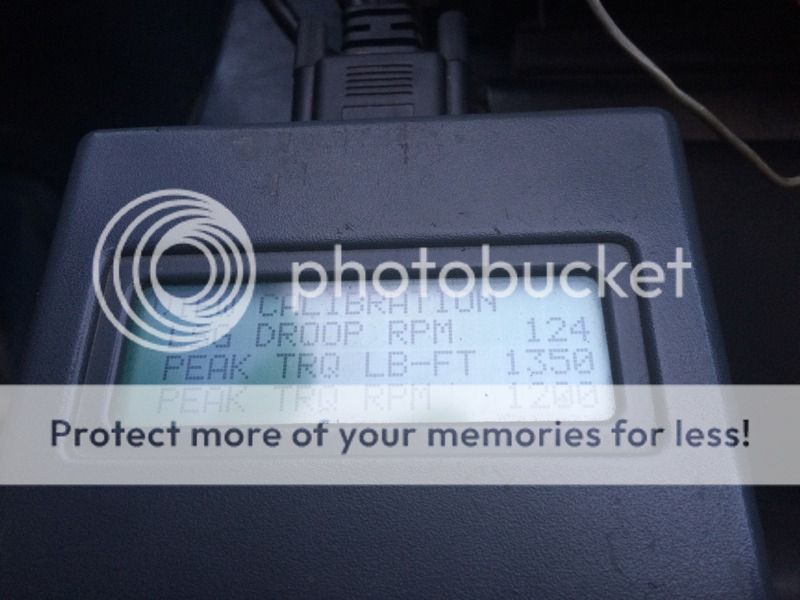 photobucket
CALIBRATION
DROOP RPM 124
PEAK TRQ LB-FT 1350
PEAK TRQ RPM 1200
Protect more of your memories for less!